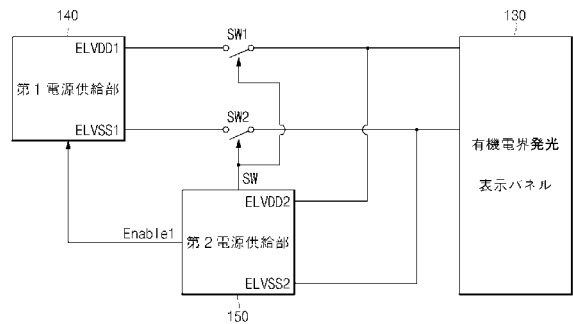 140
ELVDD1
第1電源供給部
ELVSS1
SW1
SW2
SW
130
有機電界発光
表示パネル
Enable1
ELVDD2
第2電源供給部
ELVSS2
150